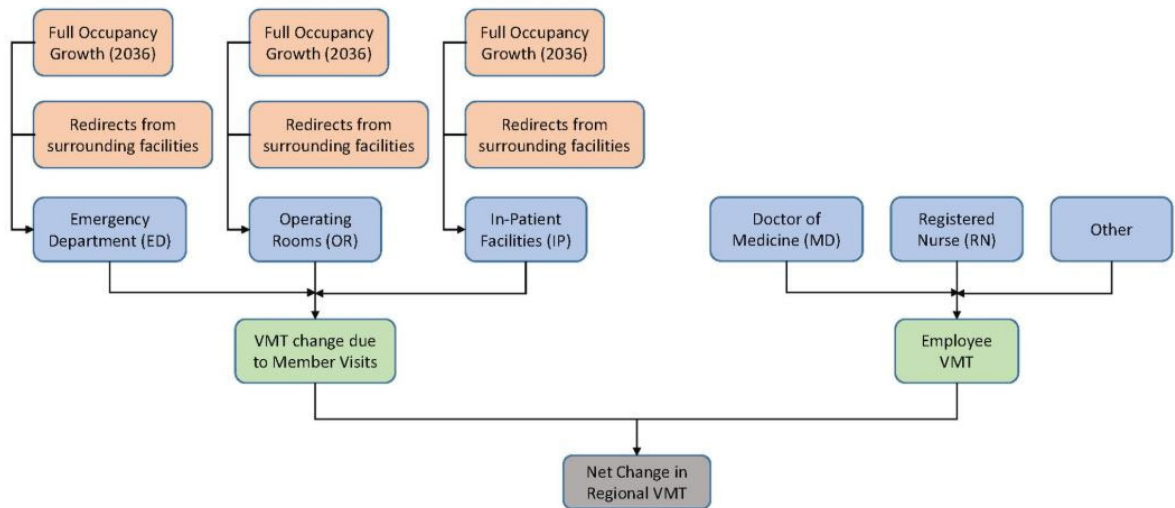 Full Occupancy
Growth (2036)
Full Occupancy
Growth (2036)
Full Occupancy
Growth (2036)
Redirects from
surrounding facilities
Redirects from
surrounding facilities
Redirects from
surrounding facilities
Emergency
Department (ED)
Operating
Rooms (OR)
In-Patient
Facilities (IP)
Doctor of
Medicine (MD)
Registered
Nurse (RN)
Other
VMT change due
to Member Visits
Employee
VMT
Net Change in
Regional VMT